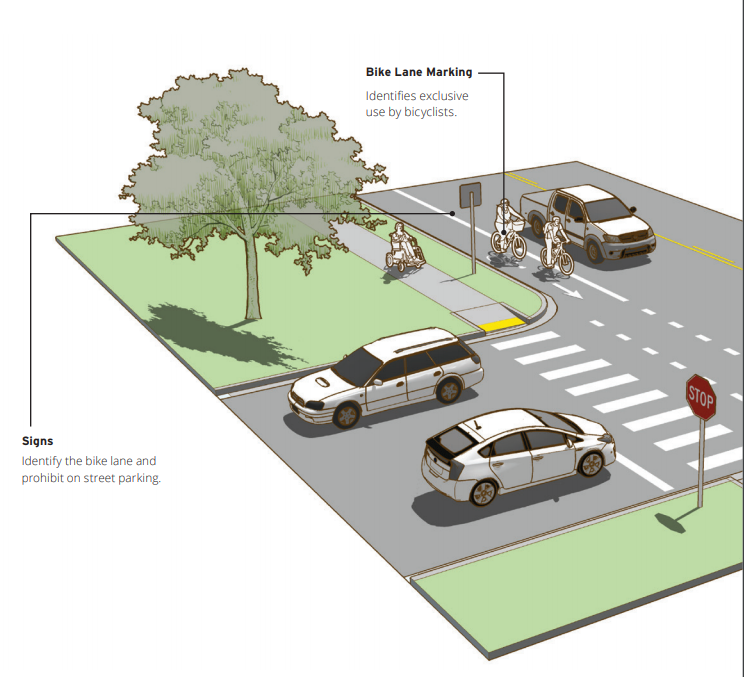 Bike Lane Marking
Identifies exclusive
use by bicyclists.
STOP
Signs
Identify the bike lane and
prohibit on street parking.